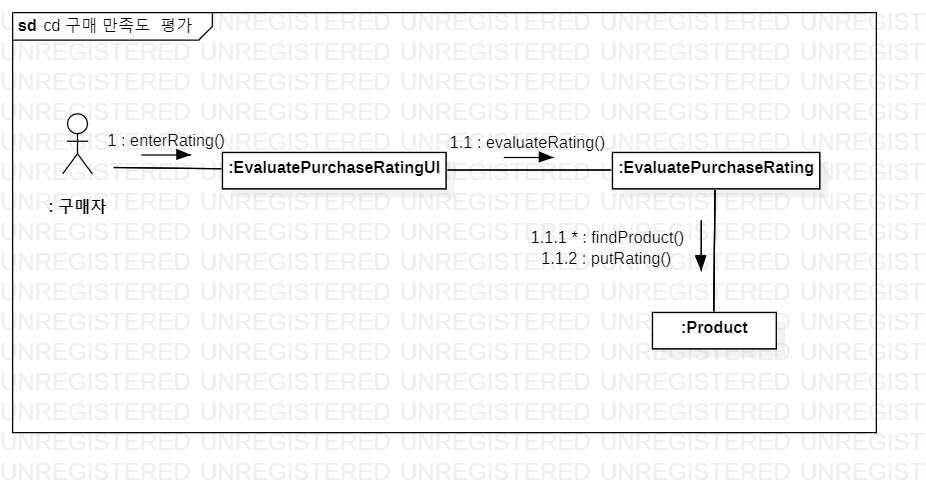 sd cd 구매 만족도 평가
1 : enterRating()
1.1 : evaluateRating()
:EvaluatePurchaseRatingUI
:EvaluatePurchaseRating
: 구매자
1.1.1 * : findProduct()
1.1.2 : putRating()
:Product
UNREGISTERED UNREGISTERED UNREGISTERED UNREGISTERED UNREGISTERED